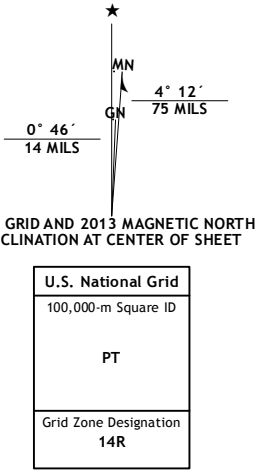 ★
MN
4° 12´
75 MILS
GN
0° 46´
14 MILS
GRID AND 2013 MAGNETIC NORTH
CLINATION AT CENTER OF SHEET
U.S. National Grid
100,000-m Square ID
PT
Grid Zone Designation
14R